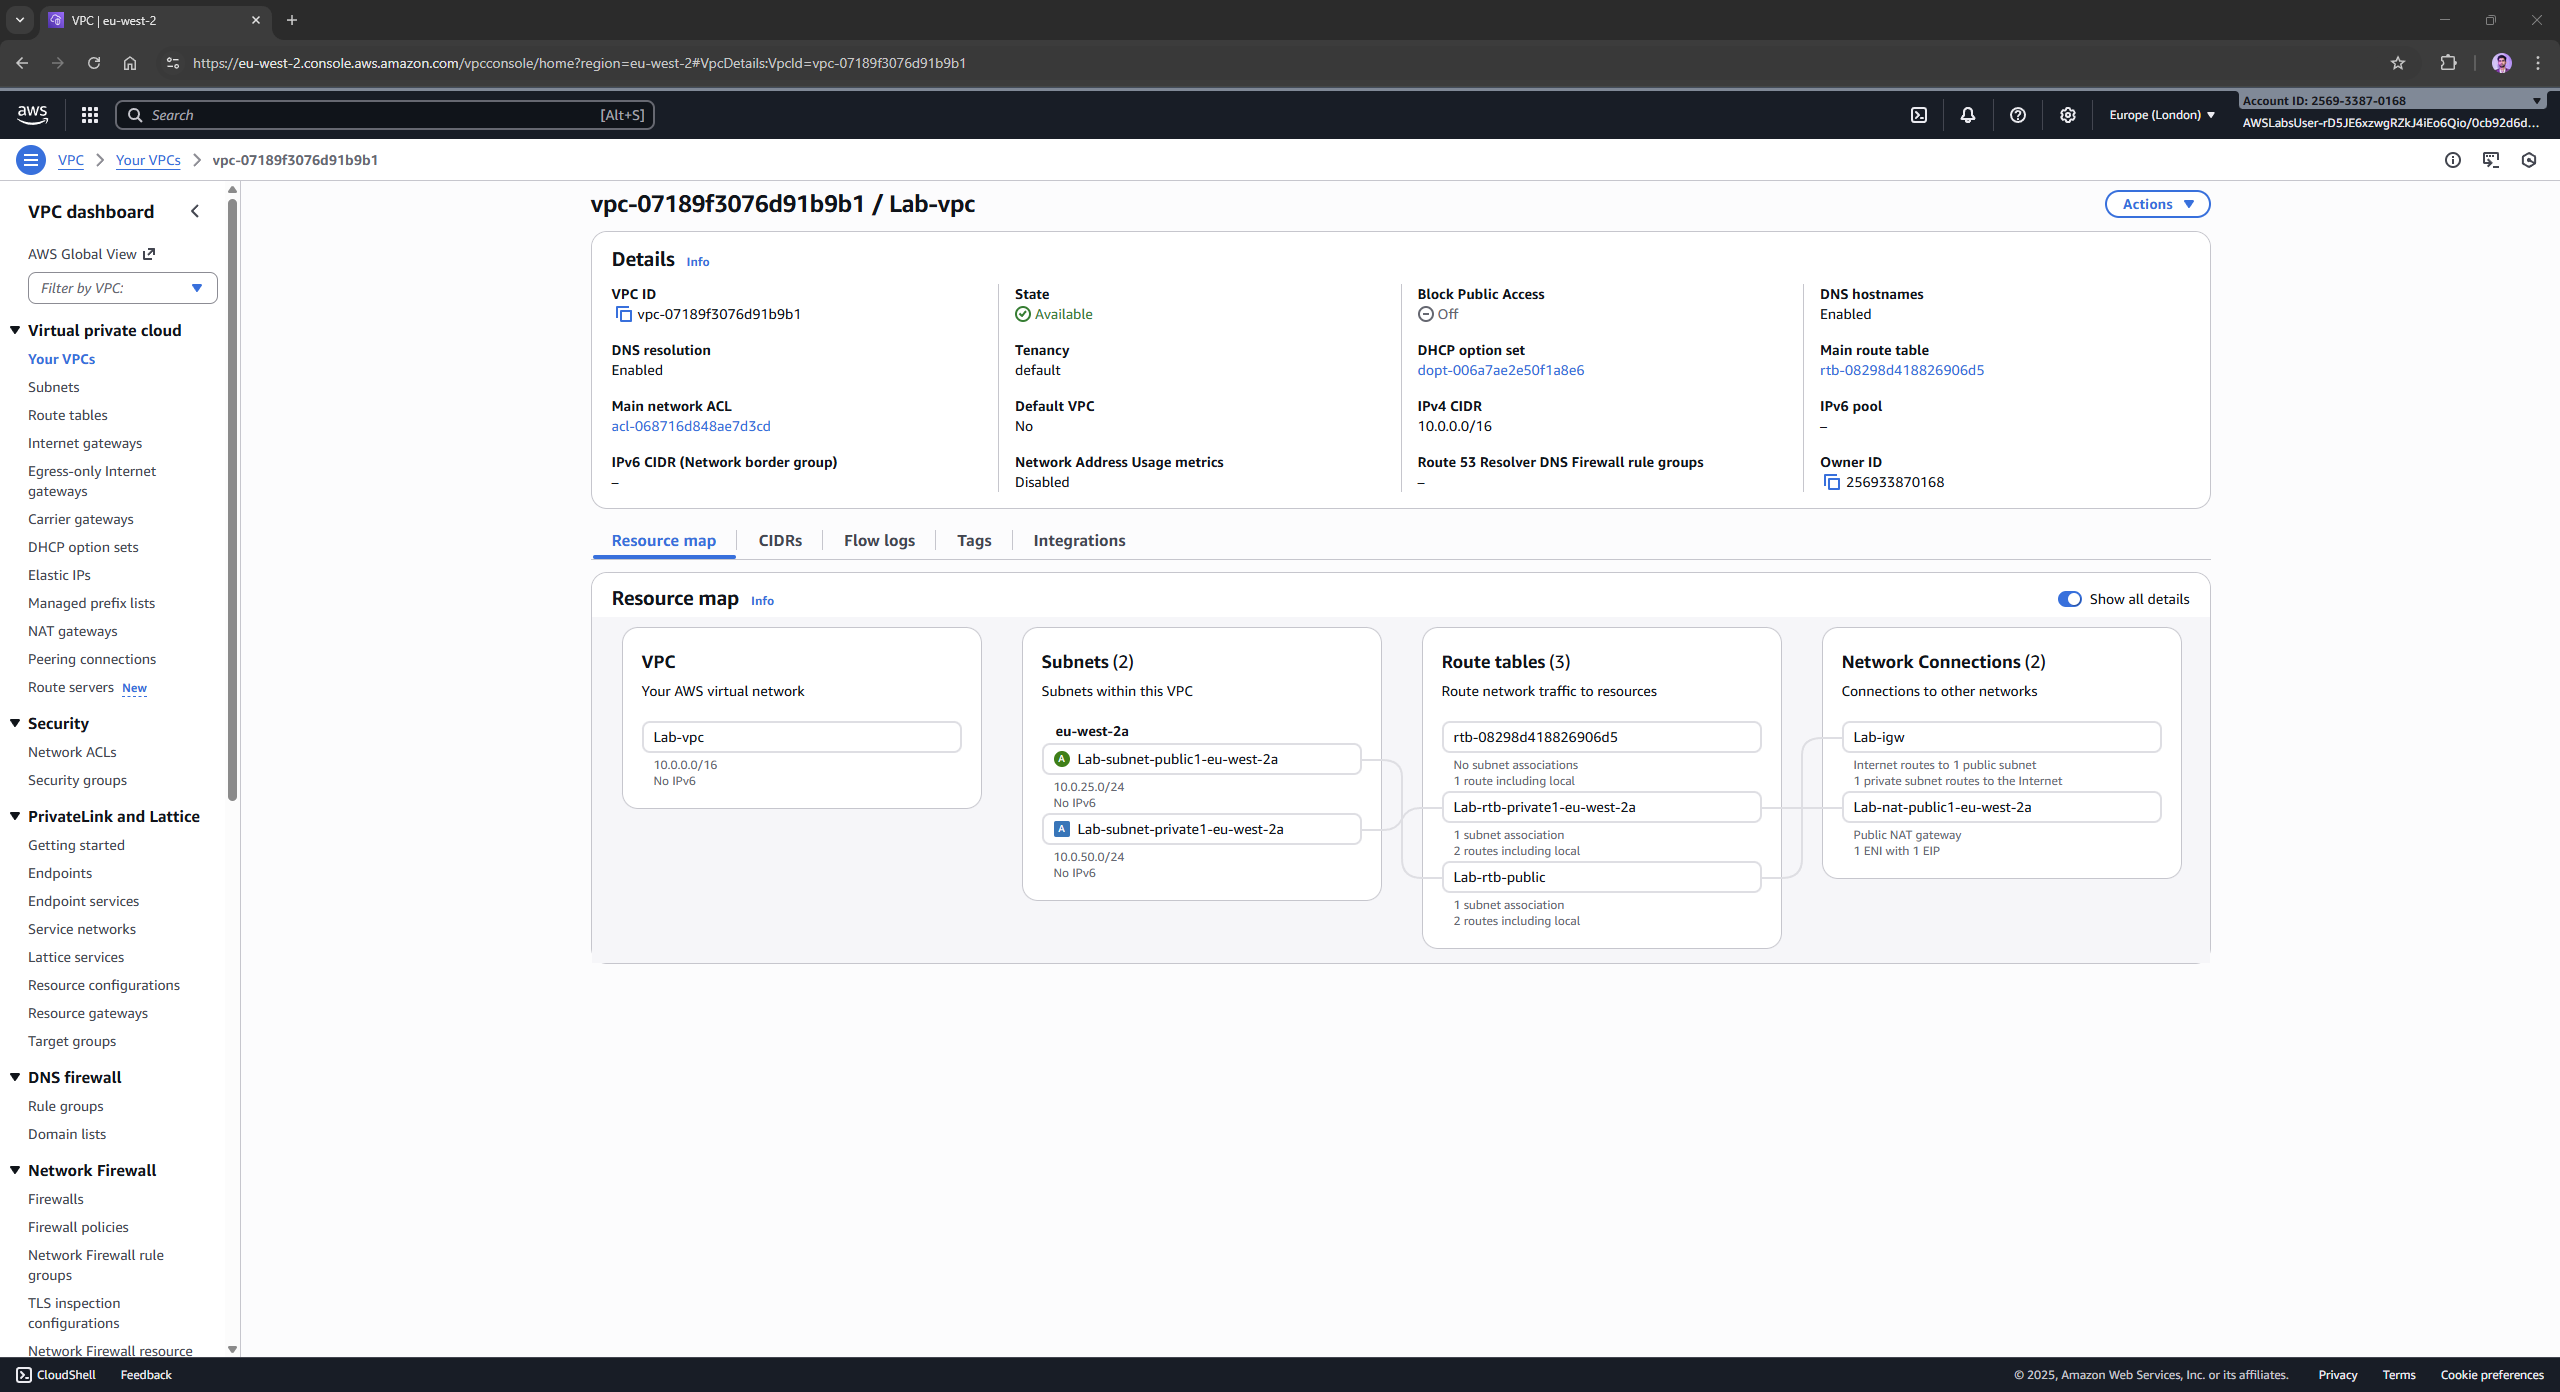 VPC | eu-west-2
https://eu-west-2.console.aws.amazon.com/vpcconsole/home?region=eu-west-2#VpcDetails:VpcId=vpc-07189f3076d91b9b1
aws
Search [Alt+S]
Europe (London)
Account ID: 2569-3387-0168
AWSLabsUser-rD5JE6xzwgRZkJ4iEo6Qio/0cb92d6d...
VPC > Your VPCs > vpc-07189f3076d91b9b1
VPC dashboard
AWS Global View
Filter by VPC:
Virtual private cloud
Your VPCs
Subnets
Route tables
Internet gateways
Egress-only Internet
gateways
Carrier gateways
DHCP option sets
Elastic IPs
Managed prefix lists
NAT gateways
Peering connections
Route servers New
Security
Network ACLs
Security groups
PrivateLink and Lattice
Getting started
Endpoints
Endpoint services
Service networks
Lattice services
Resource configurations
Resource gateways
Target groups
DNS firewall
Rule groups
Domain lists
Network Firewall
Firewalls
Firewall policies
Network Firewall rule
groups
TLS inspection
configurations
Network Firewall resource
vpc-07189f3076d91b9b1 / Lab-vpc
Actions
Details Info
VPC ID
vpc-07189f3076d91b9b1
State
Available
Block Public Access
Off
DNS hostnames
Enabled
DNS resolution
Enabled
Tenancy
default
DHCP option set
dopt-006a7ae2e50f1a8e6
Main route table
rtb-08298d418826906d5
Main network ACL
acl-068716d848ae7d3cd
Default VPC
No
IPv4 CIDR
10.0.0.0/16
IPv6 pool
–
IPv6 CIDR (Network border group)
–
Network Address Usage metrics
Disabled
Route 53 Resolver DNS Firewall rule groups
–
Owner ID
256933870168
Resource map
CIDRs
Flow logs
Tags
Integrations
Resource map Info
Show all details
VPC
Your AWS virtual network
Lab-vpc
10.0.0.0/16
No IPv6
Subnets (2)
Subnets within this VPC
eu-west-2a
A Lab-subnet-public1-eu-west-2a
10.0.25.0/24
No IPv6
A Lab-subnet-private1-eu-west-2a
10.0.50.0/24
No IPv6
Route tables (3)
Route network traffic to resources
rtb-08298d418826906d5
No subnet associations
1 route including local
Lab-rtb-private1-eu-west-2a
1 subnet association
2 routes including local
Lab-rtb-public
1 subnet association
2 routes including local
Network Connections (2)
Connections to other networks
Lab-igw
Internet routes to 1 public subnet
1 private subnet routes to the Internet
Lab-nat-public1-eu-west-2a
Public NAT gateway
1 ENI with 1 EIP
CloudShell
Feedback
© 2025, Amazon Web Services, Inc. or its affiliates.
Privacy
Terms
Cookie preferences